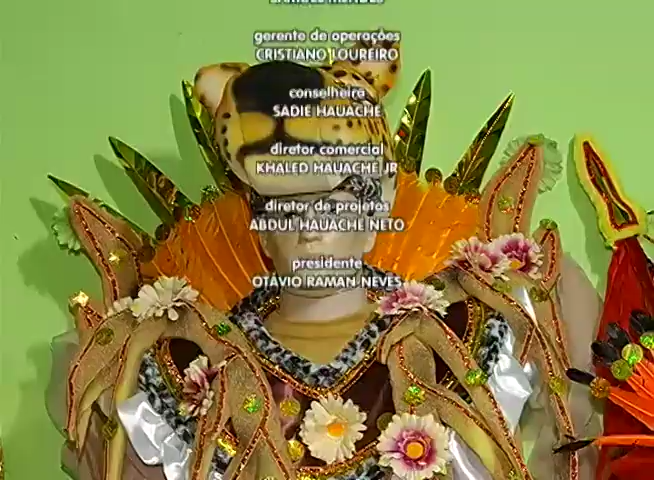 gerente de operações
CRISTIANO LOUREIRO
conselheira
SADIE HAUACHE
diretor comercial
KHALED HAUACHE JR
diretor de projetos
ABDUL HAUACHE NETO
presidente
OTÁVIO RAMAN NEVES